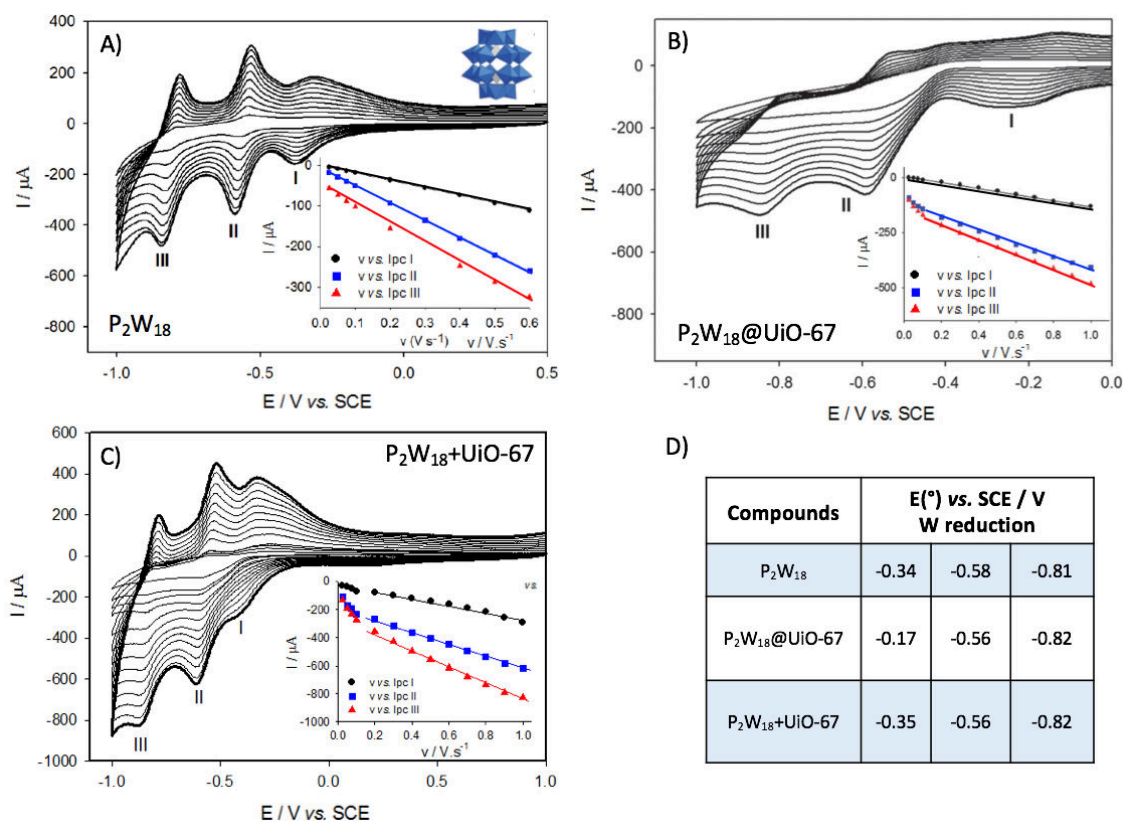 A)
400
200
0
-200
-400
-600
-800
I / µA
I
II
III
P₂W₁₈
-1.0
-0.5
0.0
0.5
E / V vs. SCE
0
-100
-200
-300
I / µA
v vs. Ipc I
v vs. Ipc II
v vs. Ipc III
0.0 0.1 0.2 0.3 0.4 0.5 0.6
v (V s⁻¹) v / V.s⁻¹
B)
0
-200
-400
-600
-800
I / µA
I
II
III
P₂W₁₈@UiO-67
-1.0
-0.8
-0.6
-0.4
-0.2
0.0
E / V vs. SCE
0
-250
-500
I / µA
v vs. Ipc I
v vs. Ipc II
v vs. Ipc III
0.0 0.2 0.4 0.6 0.8 1.0
v / V.s⁻¹
C)
P₂W₁₈+UiO-67
600
400
200
0
-200
-400
-600
-800
-1000
I / µA
I
II
III
-1.0
-0.5
0.0
0.5
1.0
E / V vs. SCE
vs.
0
-200
-400
-600
-800
-1000
I / µA
v vs. Ipc I
v vs. Ipc II
v vs. Ipc III
0.0 0.2 0.4 0.6 0.8 1.0
v / V.s⁻¹
D)
Compounds
E(°) vs. SCE / V
W reduction
P₂W₁₈ -0.34 -0.58 -0.81
P₂W₁₈@UiO-67 -0.17 -0.56 -0.82
P₂W₁₈+UiO-67 -0.35 -0.56 -0.82